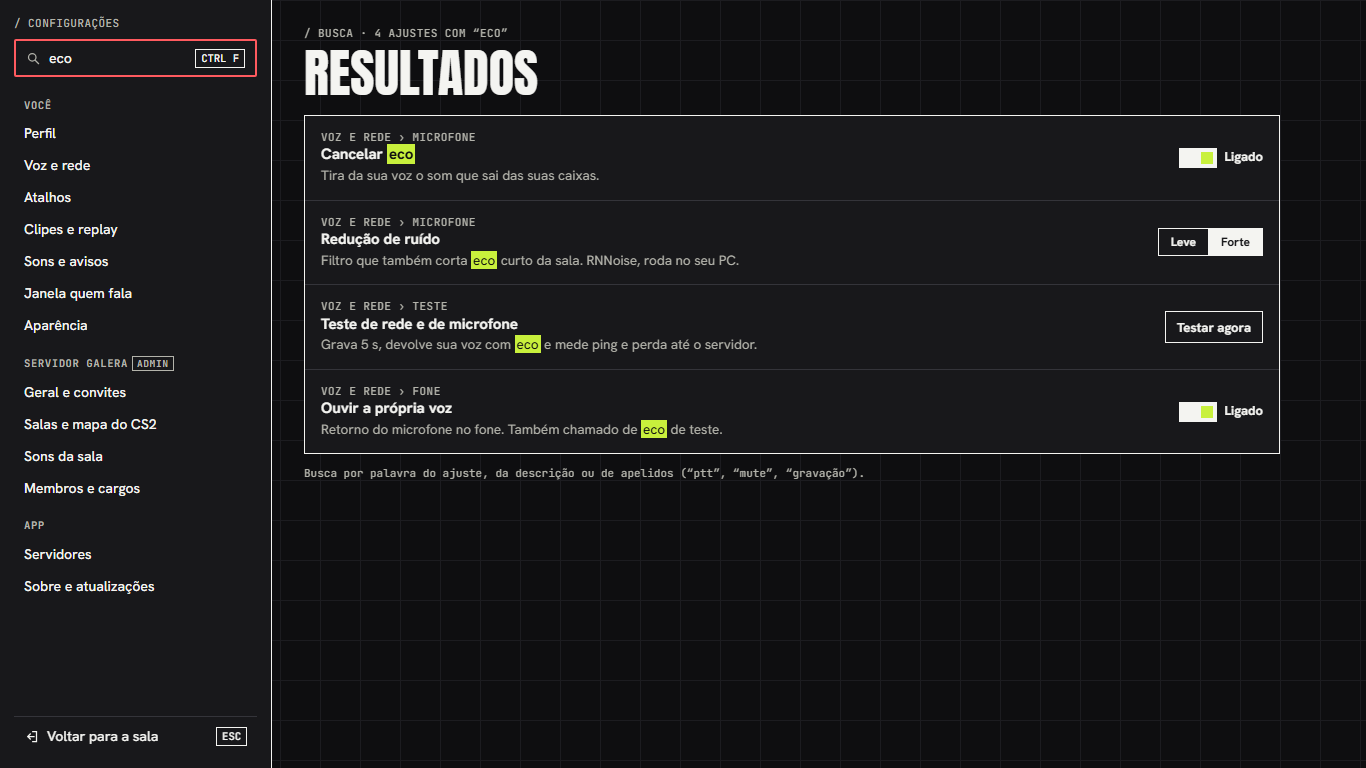 / CONFIGURAÇÕES
eco CTRL F
VOCÊ
Perfil
Voz e rede
Atalhos
Clipes e replay
Sons e avisos
Janela quem fala
Aparência
SERVIDOR GALERA ADMIN
Geral e convites
Salas e mapa do CS2
Sons da sala
Membros e cargos
APP
Servidores
Sobre e atualizações
Voltar para a sala ESC
/ BUSCA · 4 AJUSTES COM “ECO”
RESULTADOS
VOZ E REDE › MICROFONE
Cancelar eco
Tira da sua voz o som que sai das suas caixas.
Ligado
VOZ E REDE › MICROFONE
Redução de ruído
Filtro que também corta eco curto da sala. RNNoise, roda no seu PC.
Leve Forte
VOZ E REDE › TESTE
Teste de rede e de microfone
Grava 5 s, devolve sua voz com eco e mede ping e perda até o servidor.
Testar agora
VOZ E REDE › FONE
Ouvir a própria voz
Retorno do microfone no fone. Também chamado de eco de teste.
Ligado
Busca por palavra do ajuste, da descrição ou de apelidos (“ptt”, “mute”, “gravação”).